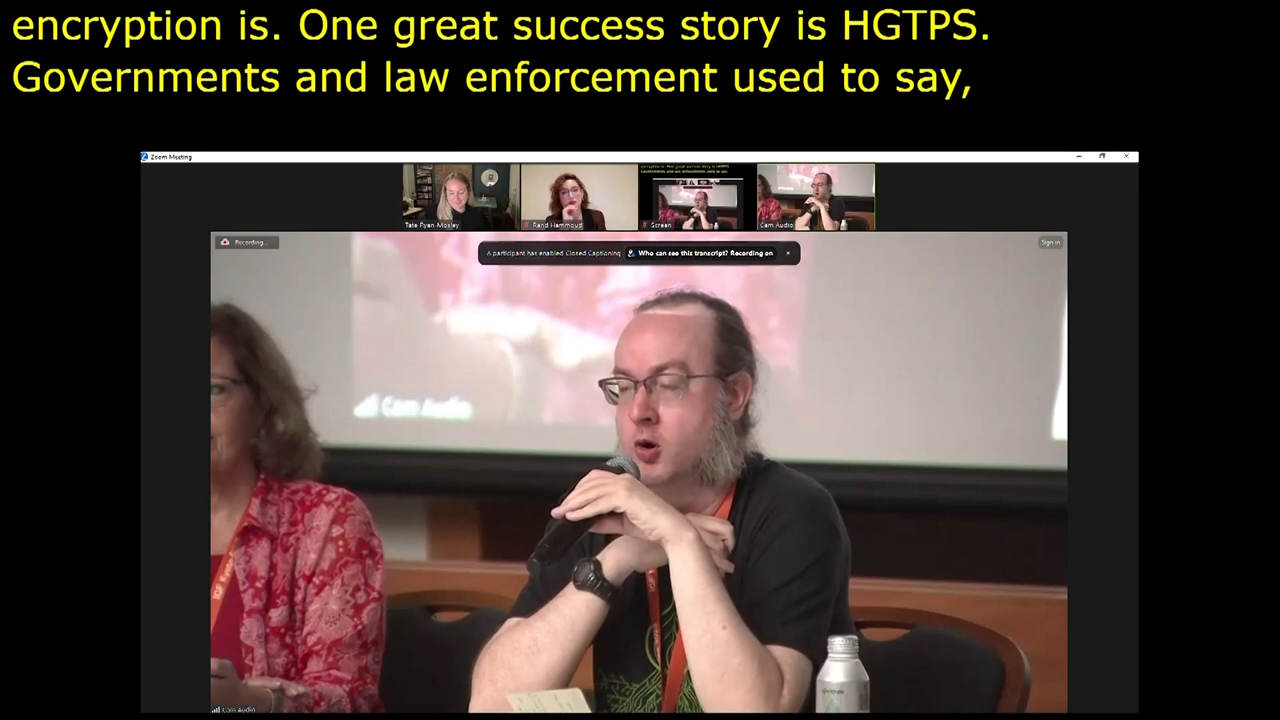 encryption is. One great success story is HGTPS.
Governments and law enforcement used to say,
Zoom Meeting
Tate Ryan-Mosley
Rand Hammoud
Screen
Cam Audio
Recording...
A participant has enabled Closed Captioning
Who can see this transcript? Recording on
Sign in
Cam Audio
Cam Audio